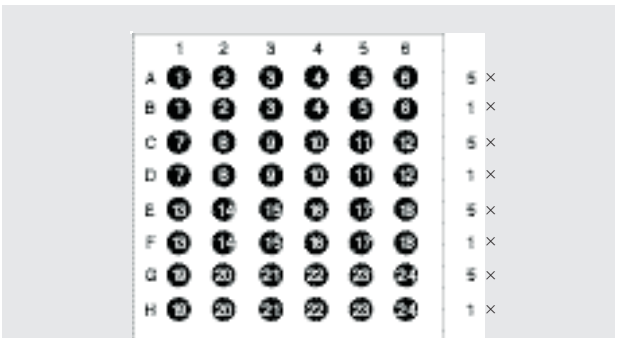 1 2 3 4 5 6
A 1 2 3 4 5 6 5 ×
B 1 2 3 4 5 6 1 ×
C 7 8 9 10 11 12 5 ×
D 7 8 9 10 11 12 1 ×
E 13 14 15 16 17 18 5 ×
F 13 14 15 16 17 18 1 ×
G 19 20 21 22 23 24 5 ×
H 19 20 21 22 23 24 1 ×